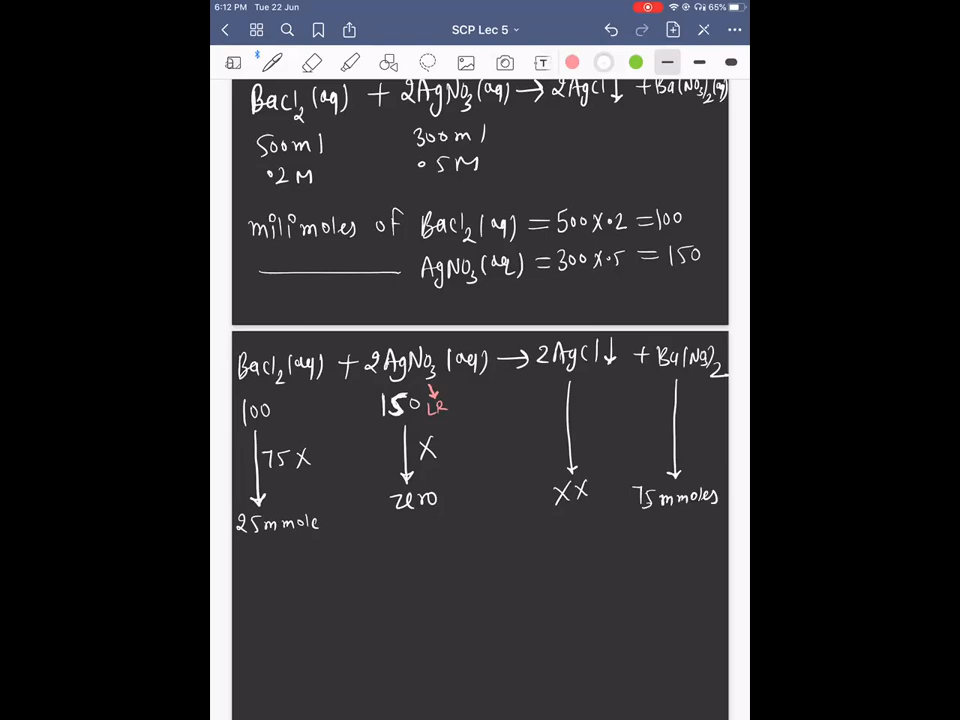 6:12 PM Tue 22 Jun 65%
SCP Lec 5
T
BaCl2 (aq) + 2AgNO3(aq) → 2AgCl↓ + Ba(NO3)2(aq)
500ml 300ml
.2 M .5M
milimoles of BaCl2 (aq) = 500 x .2 = 100
AgNO3 (aq) = 300 x .5 = 150
BaCl2 (aq) + 2AgNO3 (aq) → 2AgCl↓ + Ba(NO3)2
100 150 LR
75 X X
25mmole zero XX 75mmoles